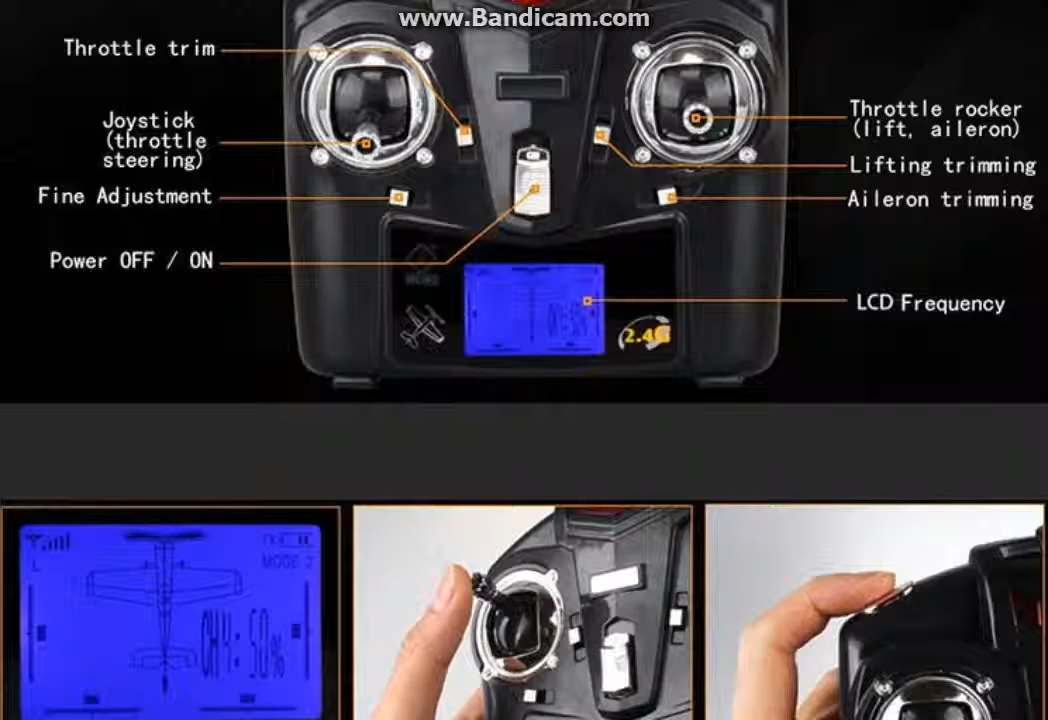 www.Bandicam.com
Throttle trim
Joystick
(throttle
steering)
Fine Adjustment
Power OFF / ON
Throttle rocker
(lift, aileron)
Lifting trimming
Aileron trimming
LCD Frequency
2.4G
MODE 2
CH4: 50%